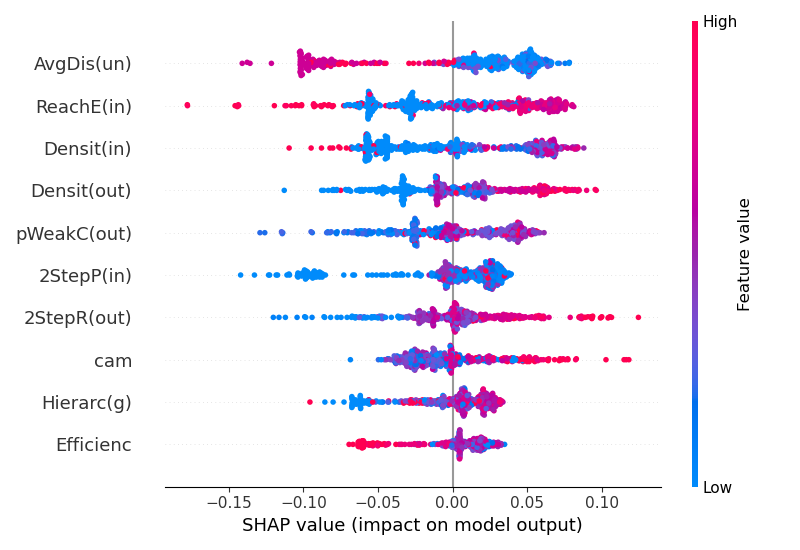 High
AvgDis(un)
ReachE(in)
Densit(in)
Densit(out)
pWeakC(out)
2StepP(in)
2StepR(out)
cam
Hierarc(g)
Efficienc
Feature value
Low
−0.15 −0.10 −0.05 0.00 0.05 0.10
SHAP value (impact on model output)